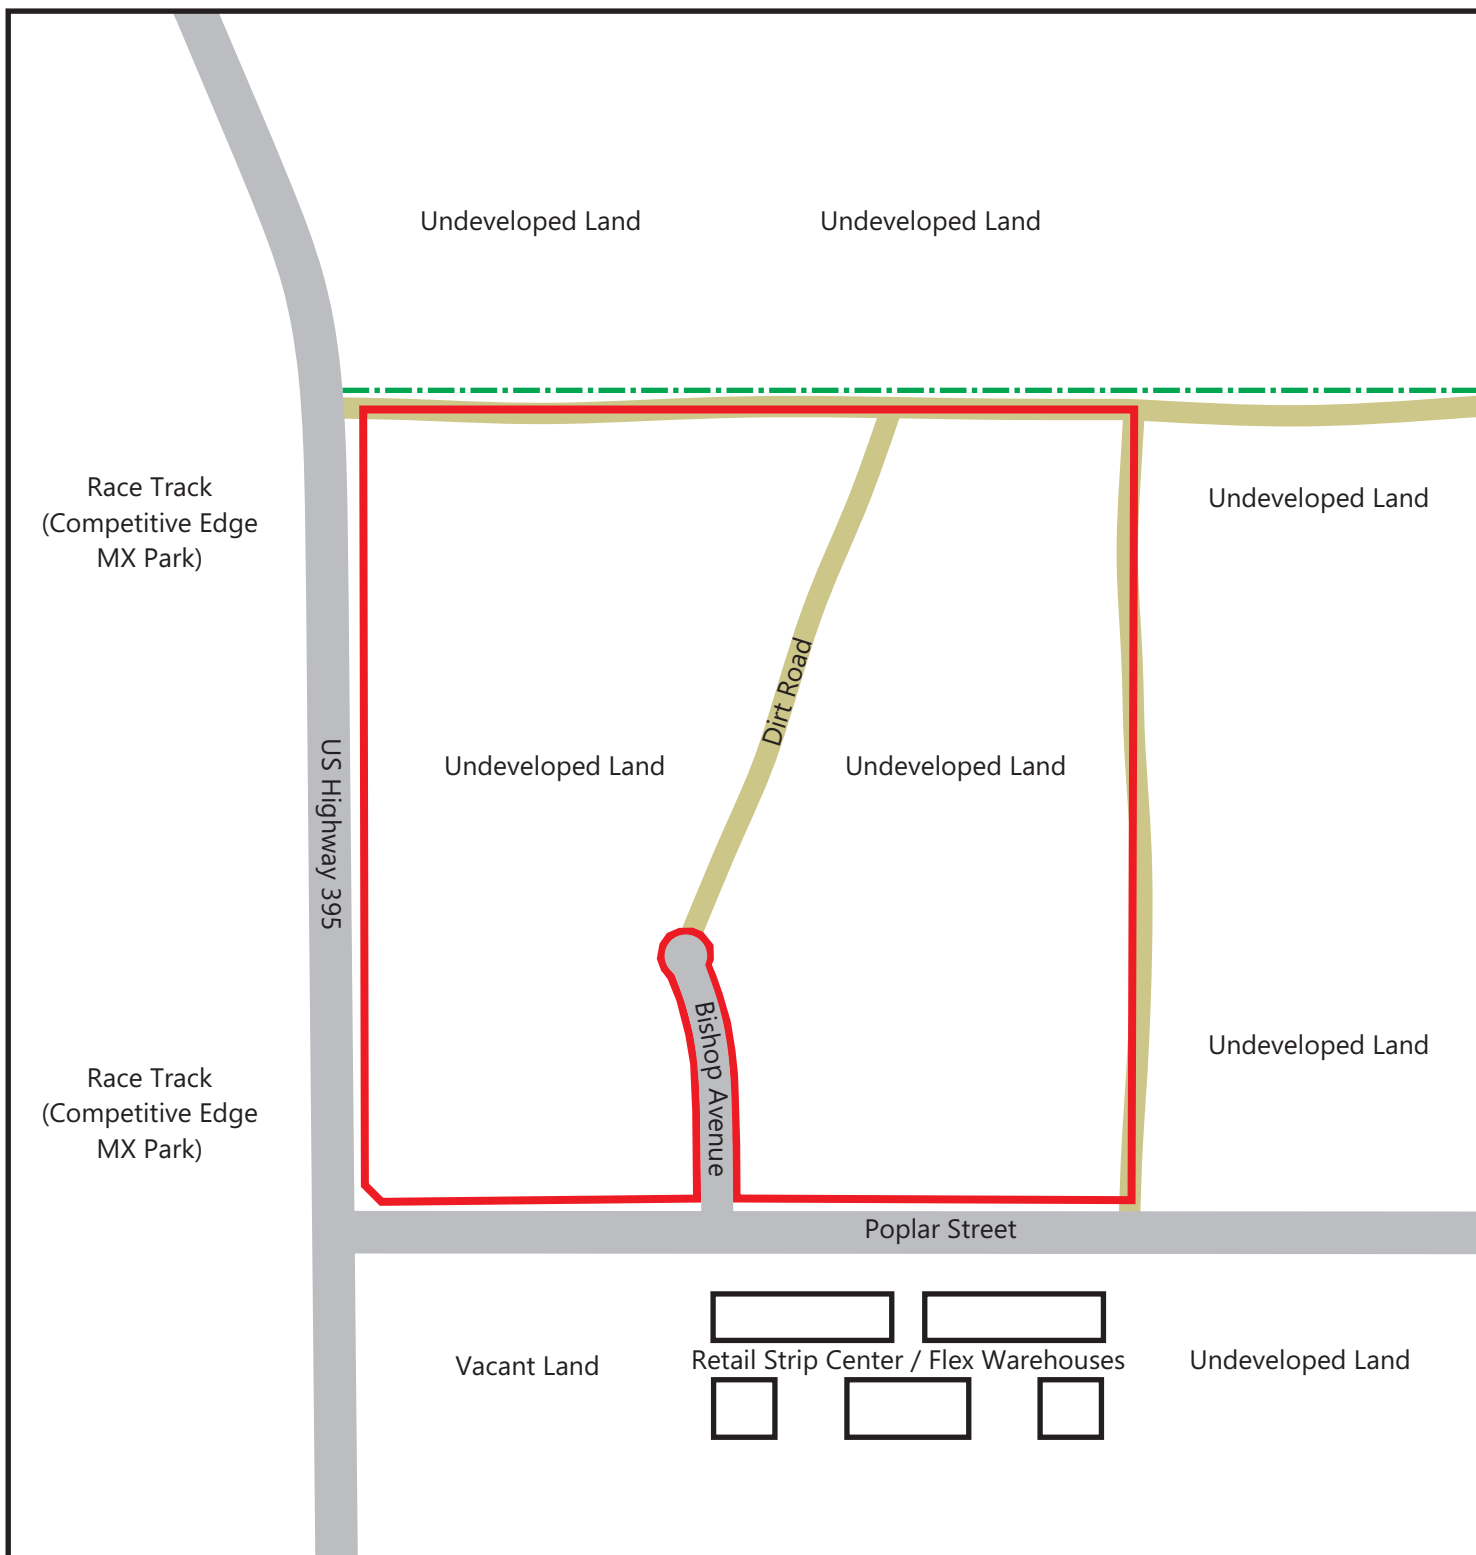 Undeveloped Land
Undeveloped Land
Race Track
(Competitive Edge
MX Park)
Undeveloped Land
Dirt Road
Undeveloped Land
Undeveloped Land
US Highway 395
Bishop Avenue
Undeveloped Land
Race Track
(Competitive Edge
MX Park)
Poplar Street
Vacant Land
Retail Strip Center / Flex Warehouses
Undeveloped Land